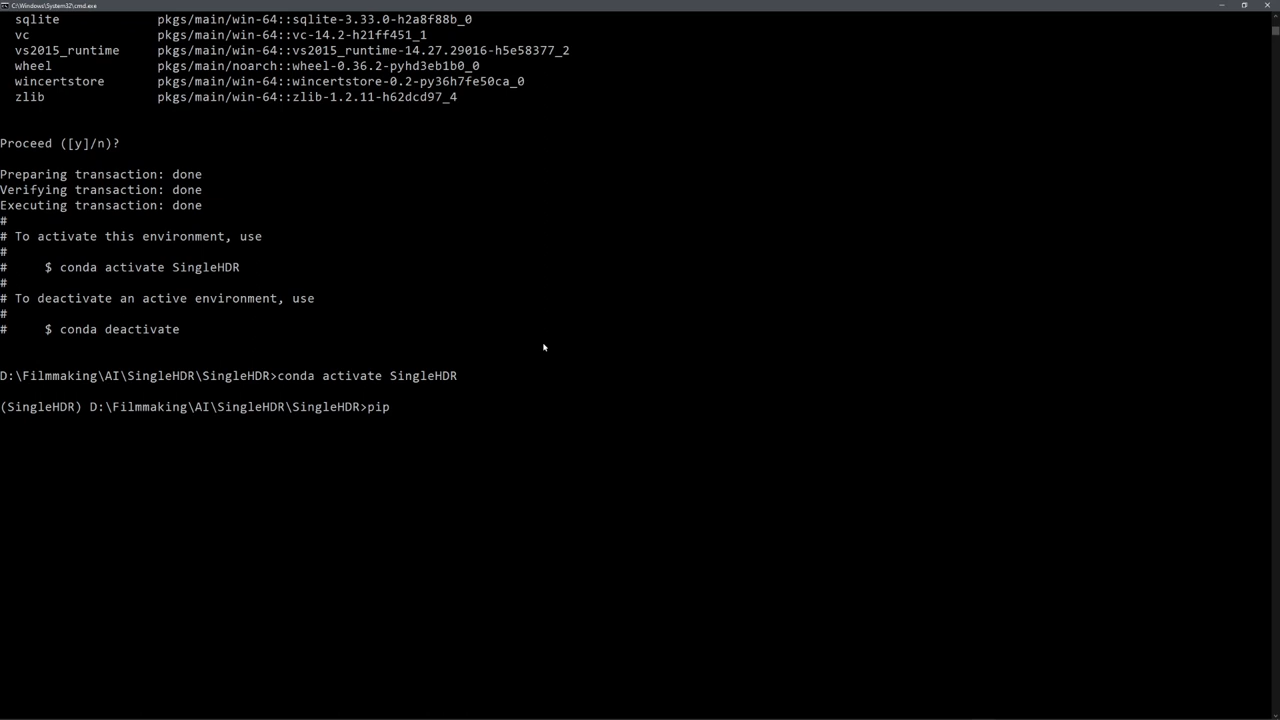 C:\Windows\System32\cmd.exe
sqlite pkgs/main/win-64::sqlite-3.33.0-h2a8f88b_0
vc pkgs/main/win-64::vc-14.2-h21ff451_1
vs2015_runtime pkgs/main/win-64::vs2015_runtime-14.27.29016-h5e58377_2
wheel pkgs/main/noarch::wheel-0.36.2-pyhd3eb1b0_0
wincertstore pkgs/main/win-64::wincertstore-0.2-py36h7fe50ca_0
zlib pkgs/main/win-64::zlib-1.2.11-h62dcd97_4
Proceed ([y]/n)?
Preparing transaction: done
Verifying transaction: done
Executing transaction: done
#
# To activate this environment, use
#
# $ conda activate SingleHDR
#
# To deactivate an active environment, use
#
# $ conda deactivate
D:\Filmmaking\AI\SingleHDR\SingleHDR>conda activate SingleHDR
(SingleHDR) D:\Filmmaking\AI\SingleHDR\SingleHDR>pip